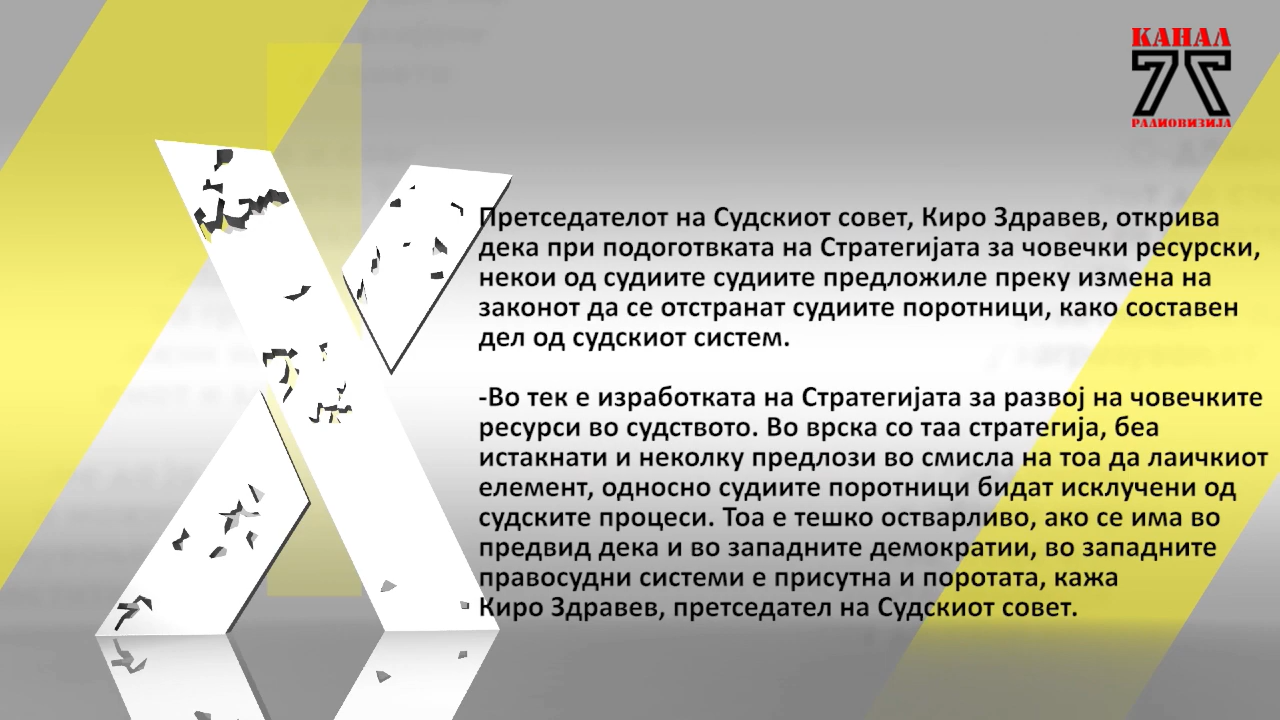 КАНАЛ
77
РАДИОВИЗИЈА
Претседателот на Судскиот совет, Киро Здравев, открива
дека при подоготвката на Стратегијата за човечки ресурски,
некои од судиите судиите предложиле преку измена на
законот да се отстранат судиите поротници, како составен
дел од судскиот систем.
-Во тек е изработката на Стратегијата за развој на човечките
ресурси во судството. Во врска со таа стратегија, беа
истакнати и неколку предлози во смисла на тоа да лаичкиот
елемент, односно судиите поротници бидат исклучени од
судските процеси. Тоа е тешко остварливо, ако се има во
предвид дека и во западните демократии, во западните
правосудни системи е присутна и поротата, кажа
Киро Здравев, претседател на Судскиот совет.